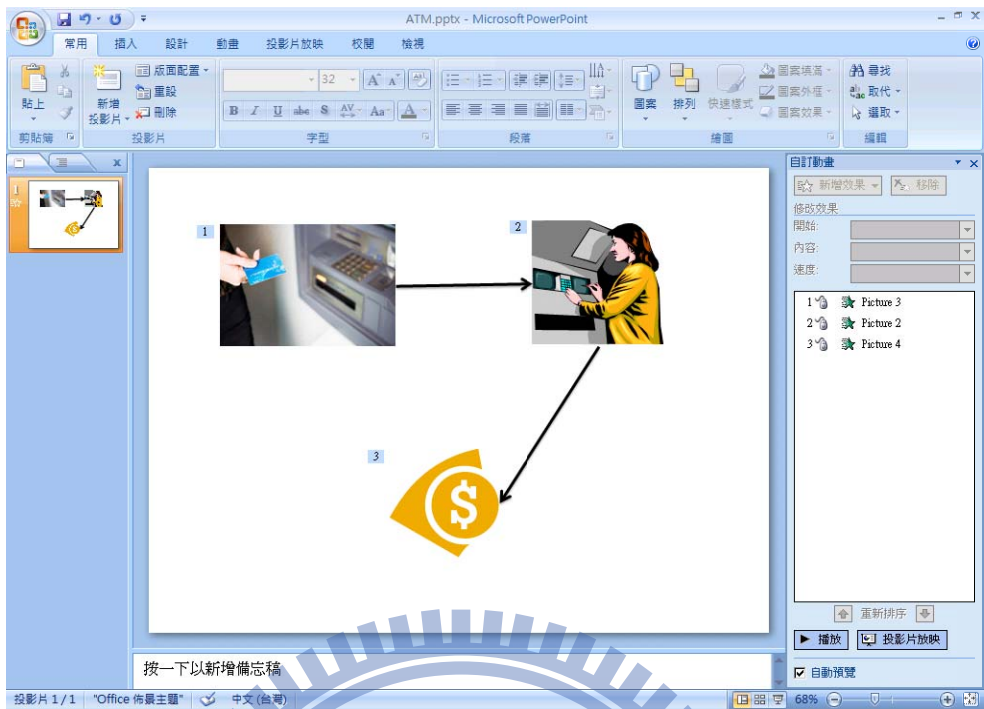 ATM.pptx - Microsoft PowerPoint
常用 插入 設計 動畫 投影片放映 校閱 檢視
貼上
剪貼簿
新增
投影片
版面配置
重設
刪除
投影片
32
A A
B I U abc S AV Aa A
字型
段落
圖案
排列
快速樣式
圖案填滿
圖案外框
圖案效果
繪圖
尋找
取代
選取
編輯
1
1
2
3
$
自訂動畫
新增效果 移除
修改效果
開始:
內容:
速度:
1 Picture 3
2 Picture 2
3 Picture 4
重新排序
播放 投影片放映
自動預覽
按一下以新增備忘稿
投影片 1 / 1 "Office 佈景主題" 中文 (台灣) 68%